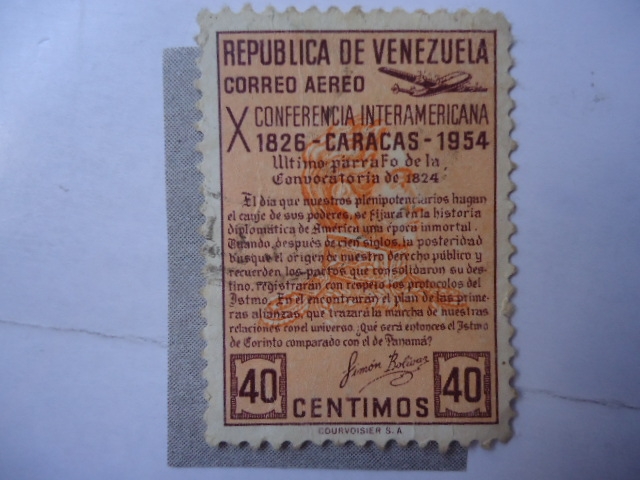 REPUBLICA DE VENEZUELA
CORREO AEREO
X CONFERENCIA INTERAMERICANA
1826 - CARACAS - 1954
Ultimo párrafo de la
Convocatoria de 1824
El día que nuestros plenipotenciarios hagan
el canje de sus poderes, se fijará en la historia
diplomática de América una época inmortal.
Cuando, después de cien siglos, la posteridad
busque el origen de nuestro derecho público y
recuerden los pactos que consolidaron su des-
tino, registrarán con respeto los protocolos del
Istmo. En el encontrarán el plan de las prime-
ras alianzas, que trazará la marcha de nuestras
relaciones con el universo. ¿Qué será entonces el Istmo
de Corinto comparado con el de Panamá?
Simón Bolívar
40 CENTIMOS 40
COURVOISIER S.A